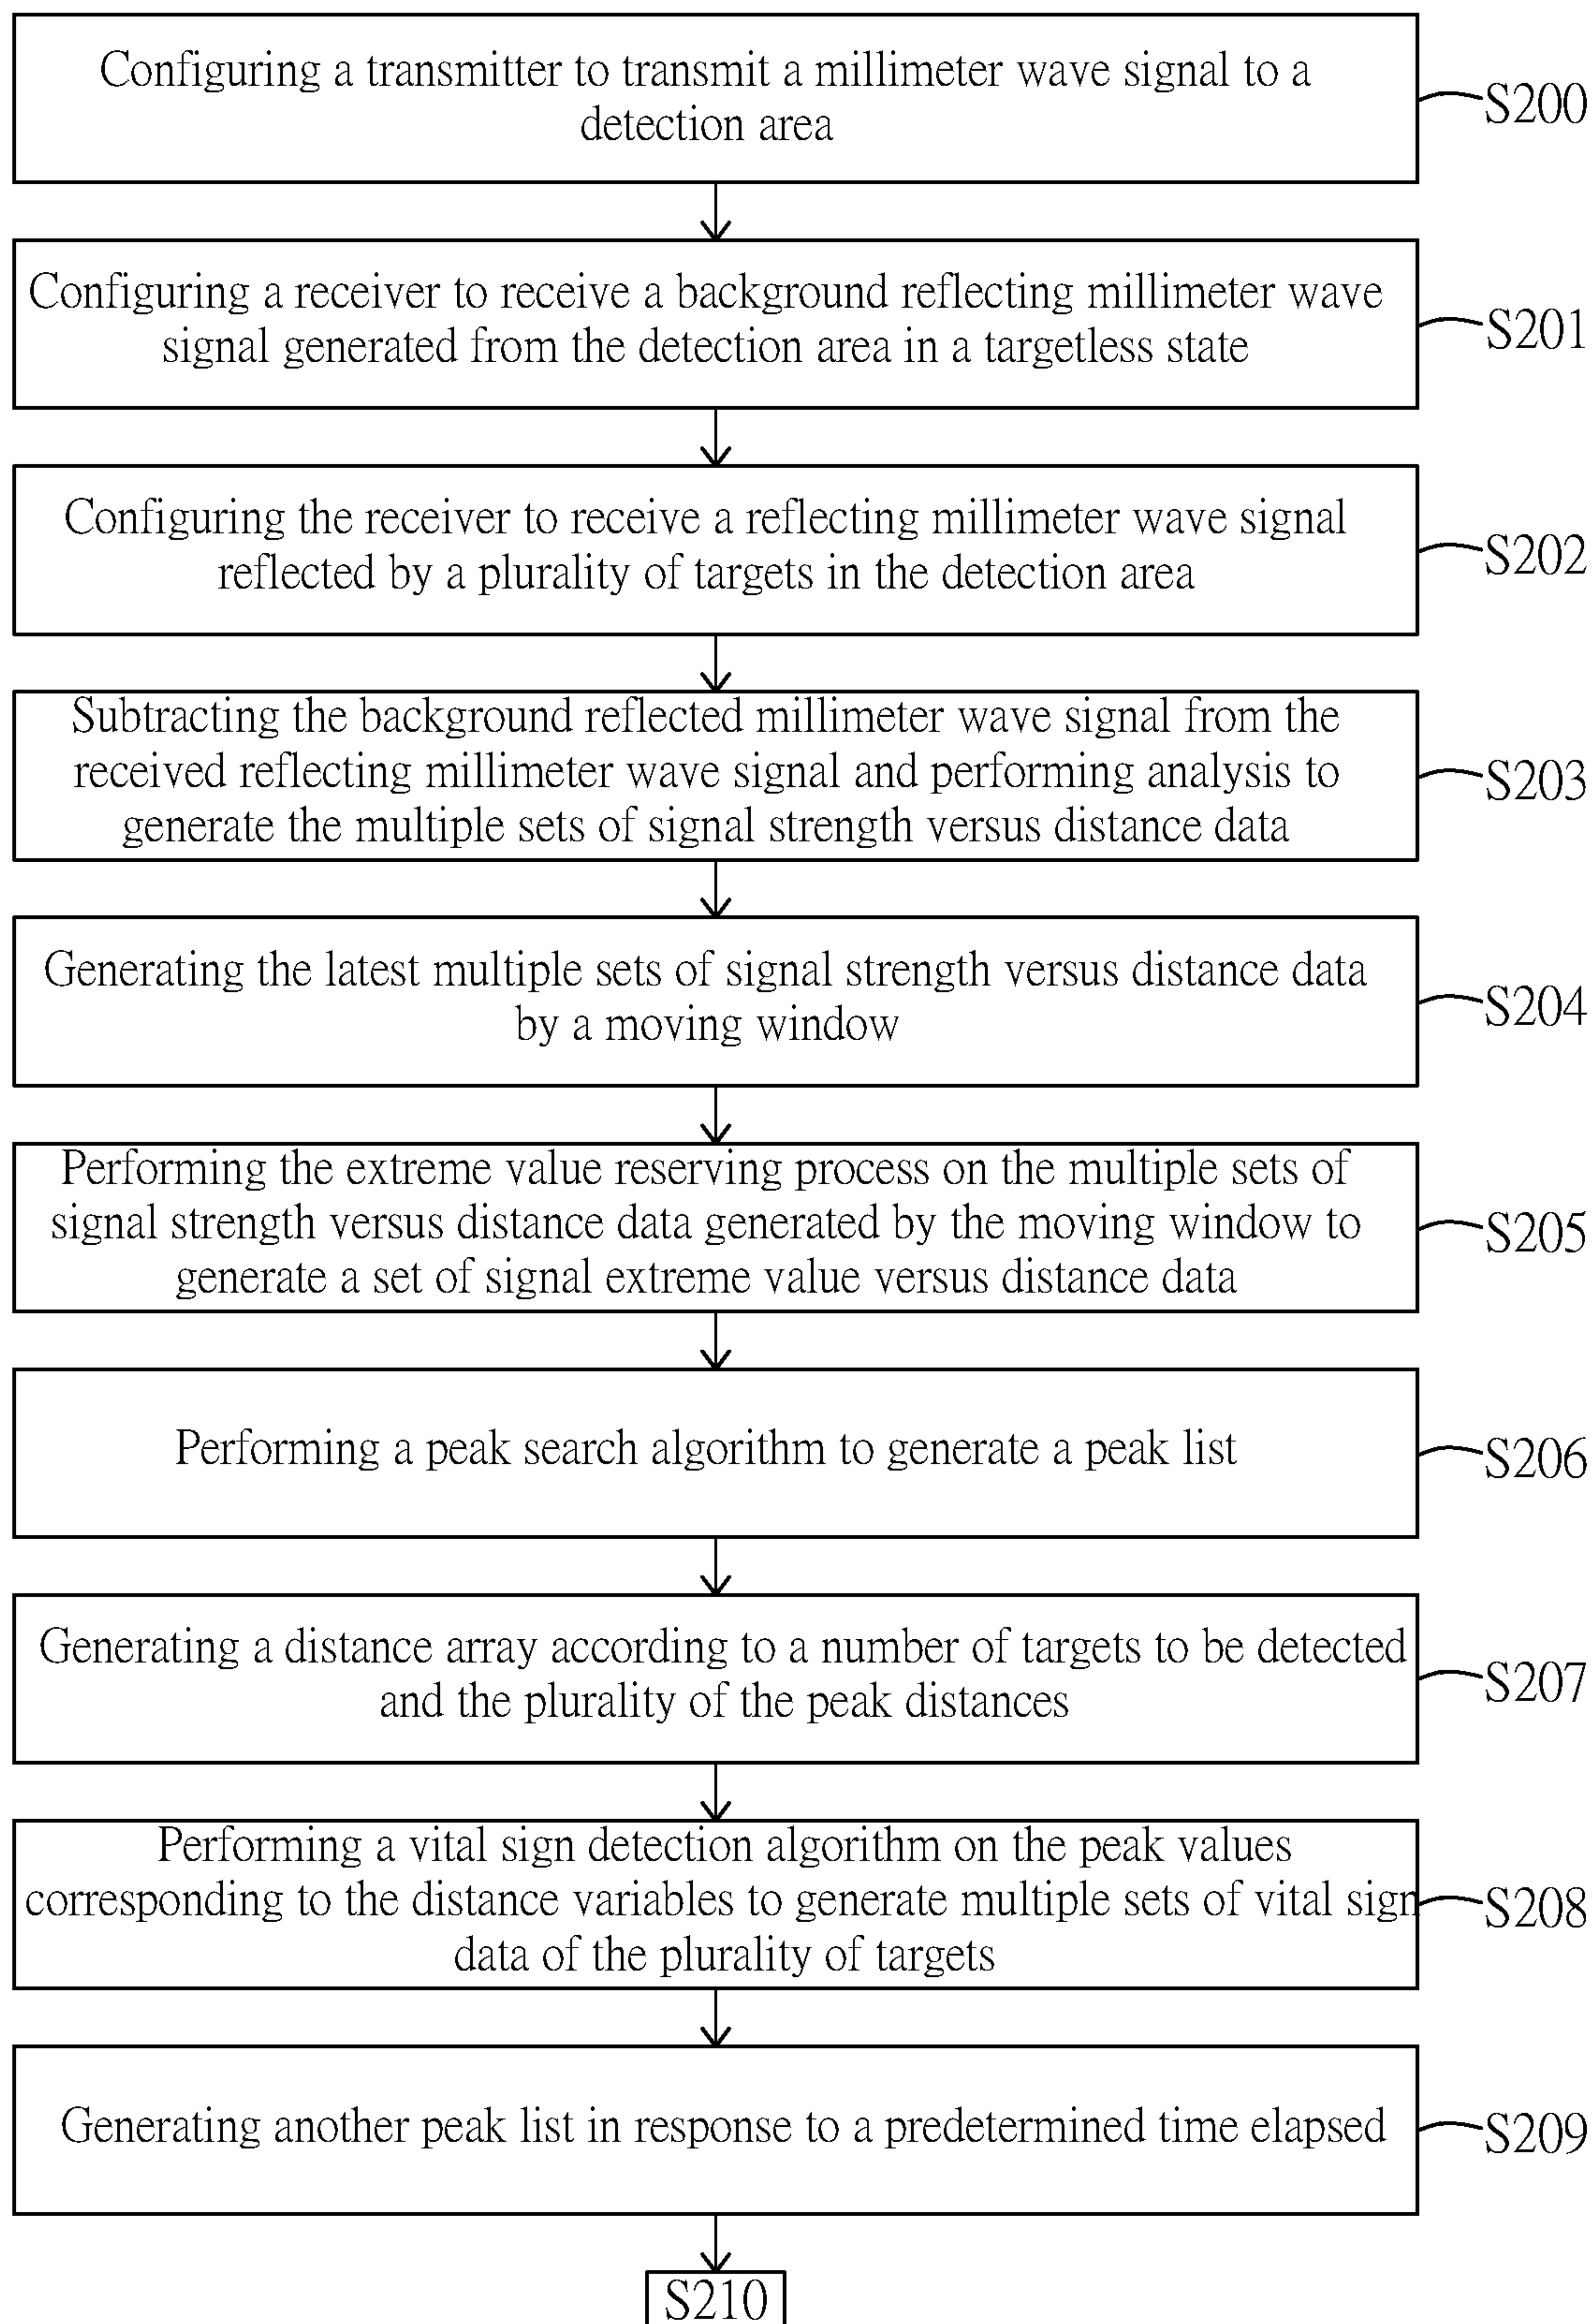 Configuring a transmitter to transmit a millimeter wave signal to a
detection area
S200
Configuring a receiver to receive a background reflecting millimeter wave
signal generated from the detection area in a targetless state
S201
Configuring the receiver to receive a reflecting millimeter wave signal
reflected by a plurality of targets in the detection area
S202
Subtracting the background reflected millimeter wave signal from the
received reflecting millimeter wave signal and performing analysis to
generate the multiple sets of signal strength versus distance data
S203
Generating the latest multiple sets of signal strength versus distance data
by a moving window
S204
Performing the extreme value reserving process on the multiple sets of
signal strength versus distance data generated by the moving window to
generate a set of signal extreme value versus distance data
S205
Performing a peak search algorithm to generate a peak list
S206
Generating a distance array according to a number of targets to be detected
and the plurality of the peak distances
S207
Performing a vital sign detection algorithm on the peak values
corresponding to the distance variables to generate multiple sets of vital sign
data of the plurality of targets
S208
Generating another peak list in response to a predetermined time elapsed
S209
S210